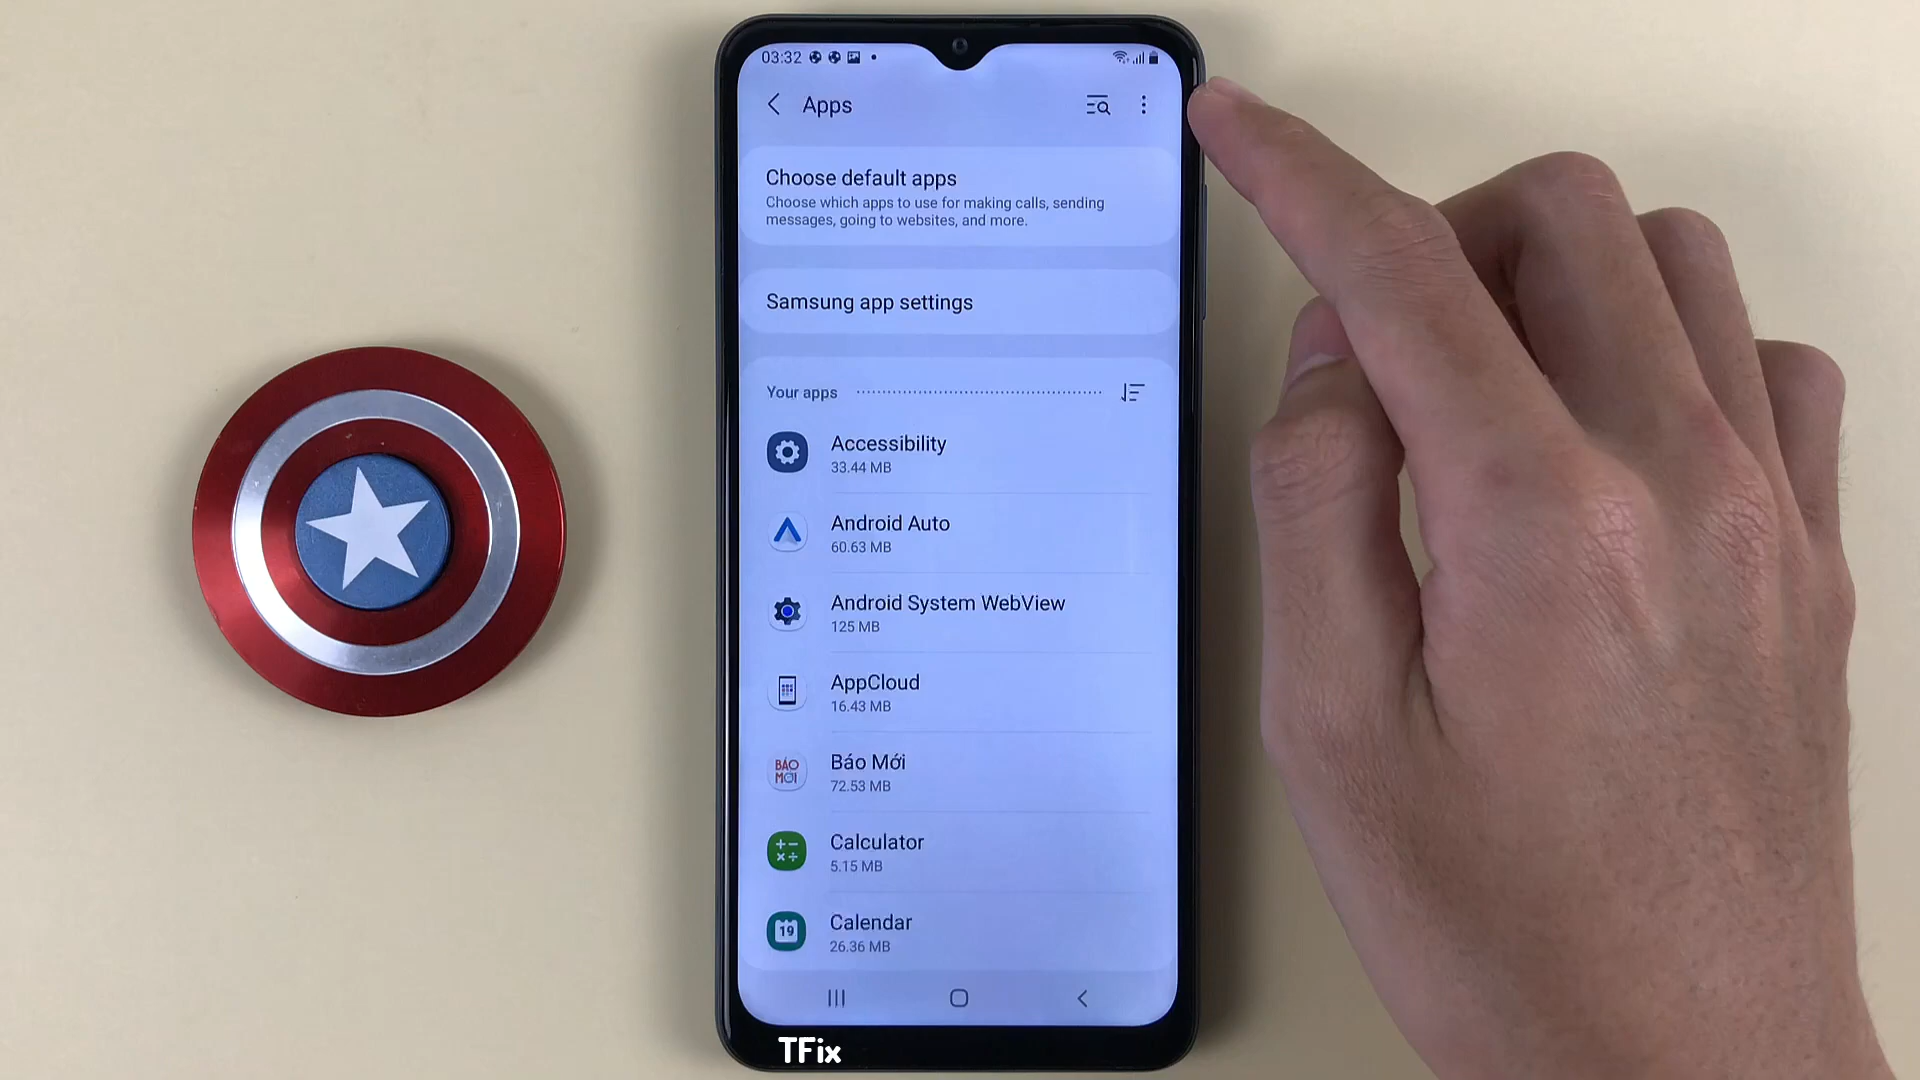 03:32
Apps
Choose default apps
Choose which apps to use for making calls, sending
messages, going to websites, and more.
Samsung app settings
Your apps
Accessibility
33.44 MB
Android Auto
60.63 MB
Android System WebView
125 MB
AppCloud
16.43 MB
BÁO
MỚI
Báo Mới
72.53 MB
Calculator
5.15 MB
19
Calendar
26.36 MB
TFix